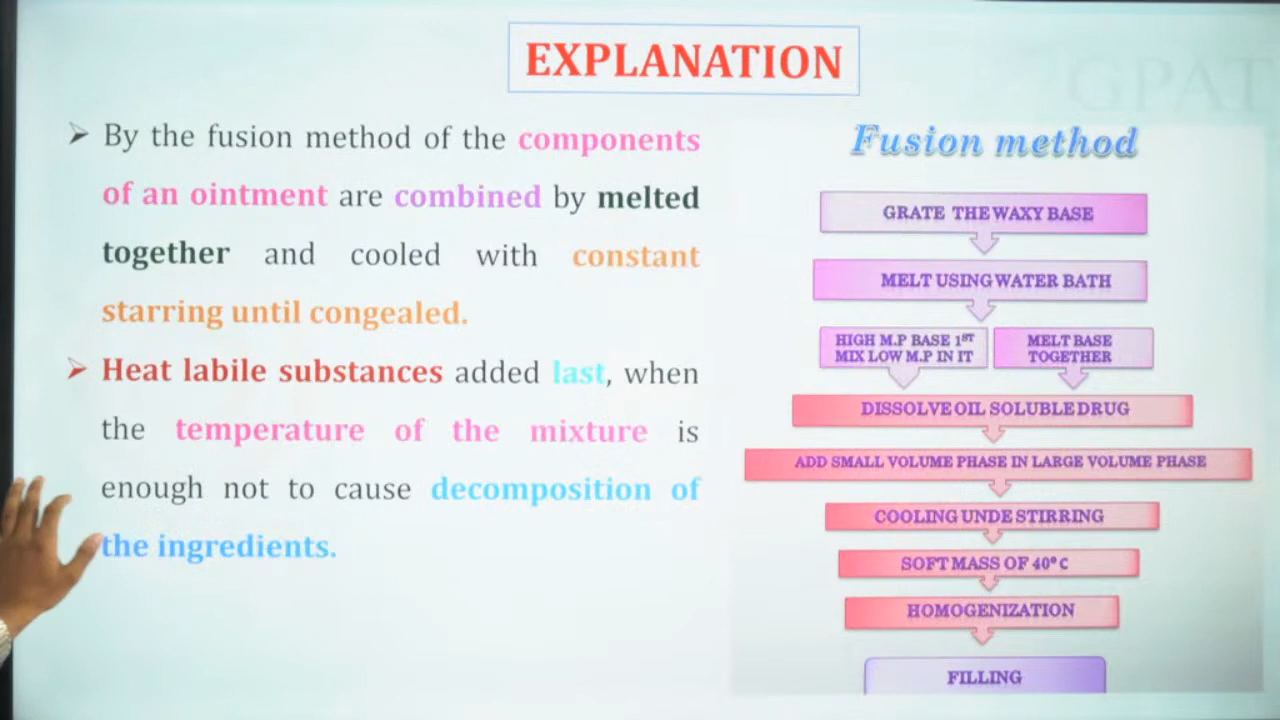 EXPLANATION
GPAT
➤ By the fusion method of the components
of an ointment are combined by melted
together and cooled with constant
starring until congealed.
➤ Heat labile substances added last, when
the temperature of the mixture is
enough not to cause decomposition of
the ingredients.
Fusion method
GRATE THE WAXY BASE
MELT USING WATER BATH
HIGH M.P BASE 1ST
MIX LOW M.P IN IT
MELT BASE
TOGETHER
DISSOLVE OIL SOLUBLE DRUG
ADD SMALL VOLUME PHASE IN LARGE VOLUME PHASE
COOLING UNDE STIRRING
SOFT MASS OF 40° C
HOMOGENIZATION
FILLING